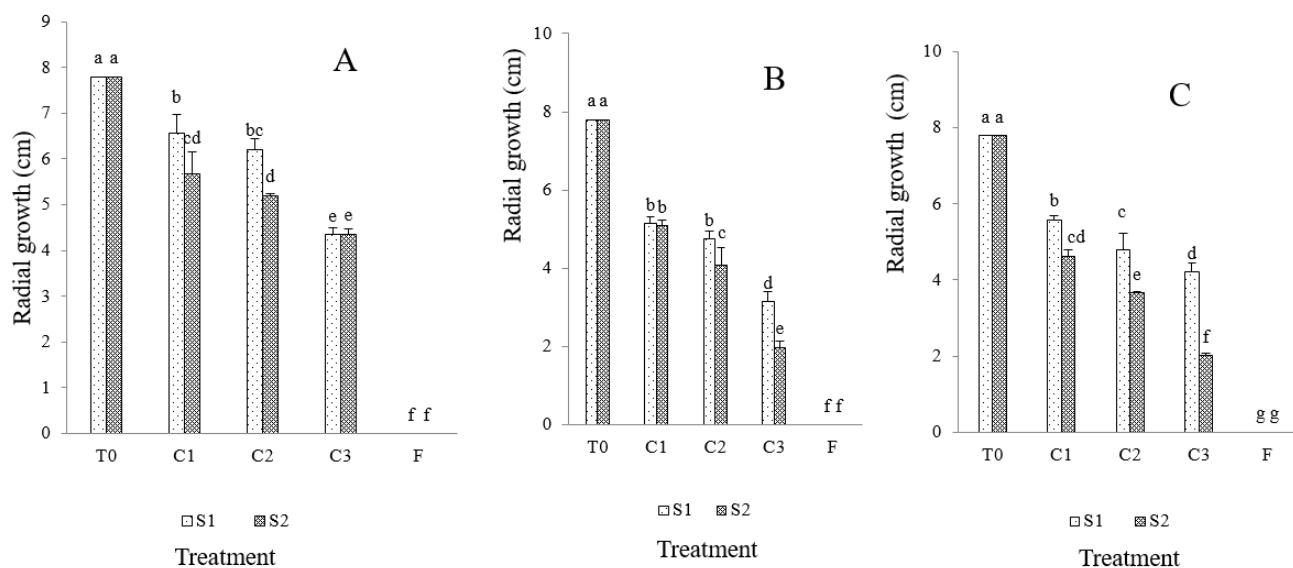 A
Radial growth (cm)
9
8
7
6
5
4
3
2
1
0
a a
b
cd
bc
d
e e
f f
T0 C1 C2 C3 F
S1 S2
Treatment
B
Radial growth (cm)
10
8
6
4
2
0
a a
b b
b
c
d
e
f f
T0 C1 C2 C3 F
S1 S2
Treatment
C
Radial growth (cm)
10
8
6
4
2
0
a a
b
cd
c
e
d
f
g g
T0 C1 C2 C3 F
S1 S2
Treatment